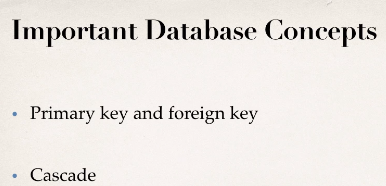 Important Database Concepts
• Primary key and foreign key
• Cascade